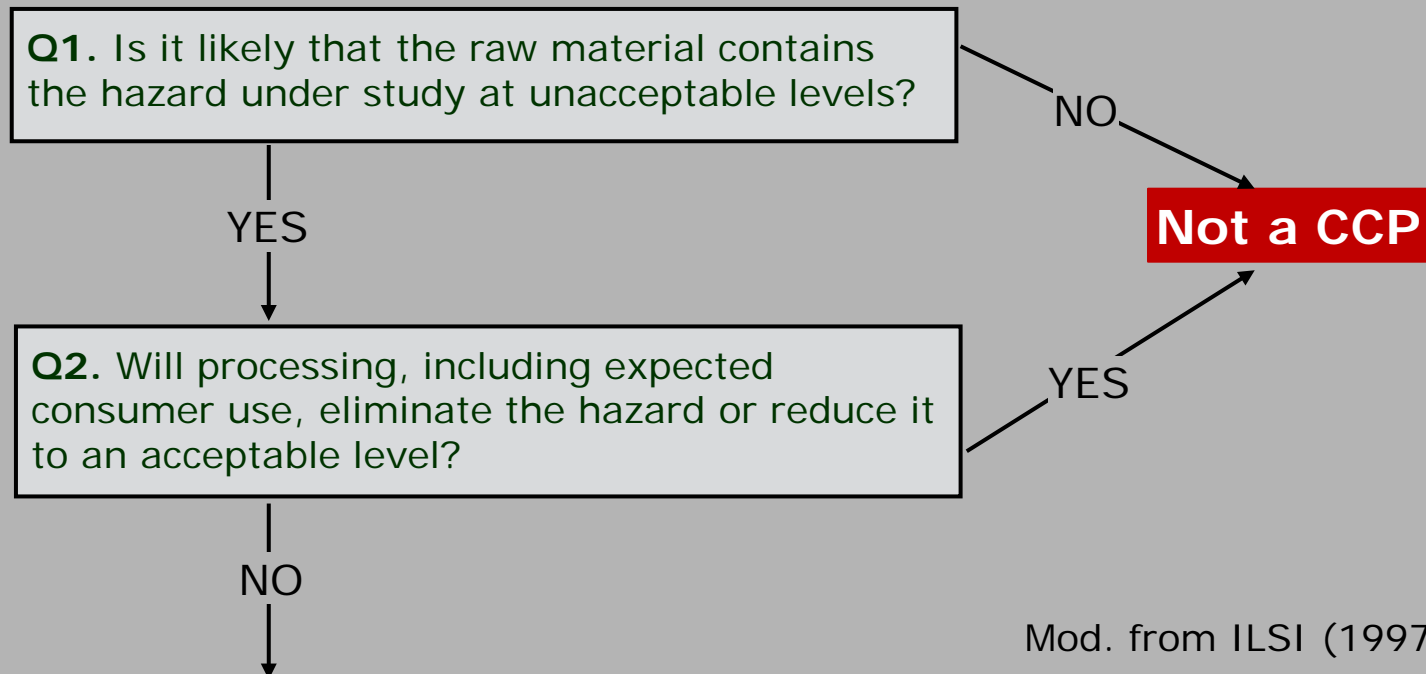 Q1. Is it likely that the raw material contains
the hazard under study at unacceptable levels?
NO
YES
Not a CCP
Q2. Will processing, including expected
consumer use, eliminate the hazard or reduce it
to an acceptable level?
YES
NO
Mod. from ILSI (1997